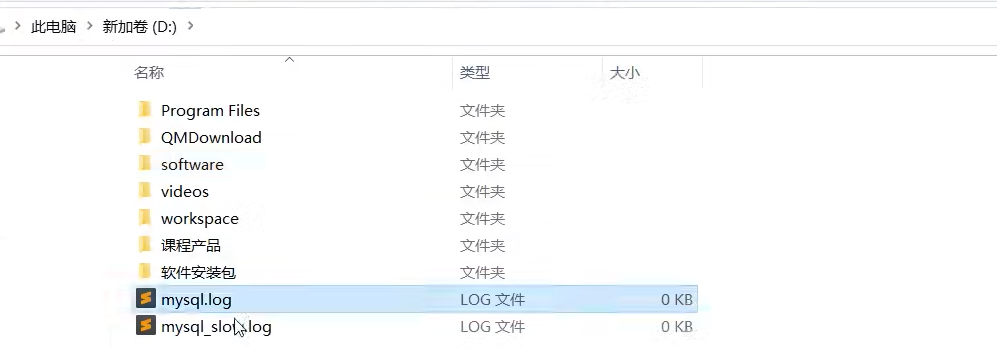 此电脑 > 新加卷 (D:) >
名称 类型 大小
Program Files 文件夹
QMDownload 文件夹
software 文件夹
videos 文件夹
workspace 文件夹
课程产品 文件夹
软件安装包 文件夹
mysql.log LOG 文件 0 KB
mysql_slow.log LOG 文件 0 KB